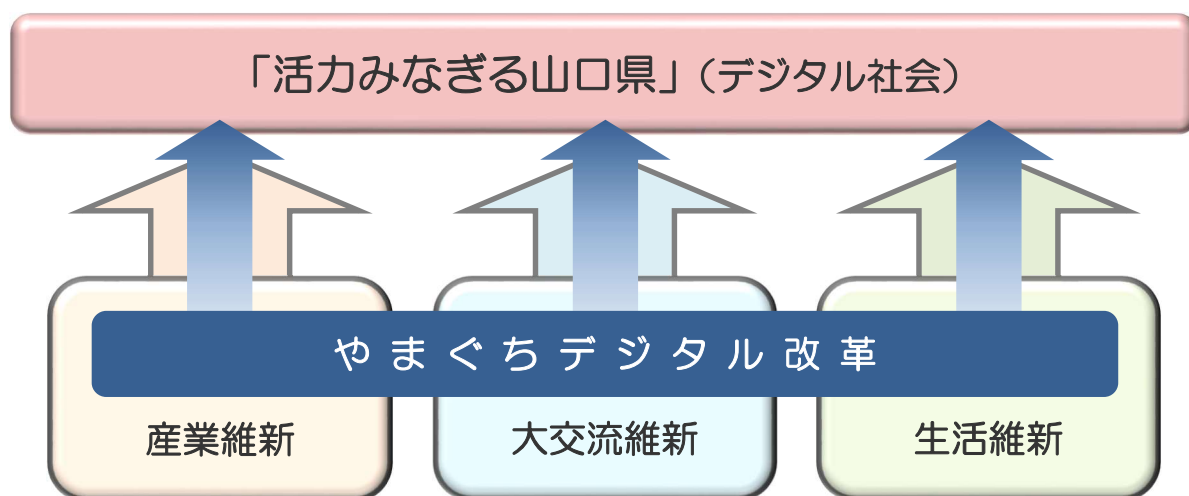 「活力みなぎる山口県」(デジタル社会)
やまぐちデジタル改革
産業維新
大交流維新
生活維新